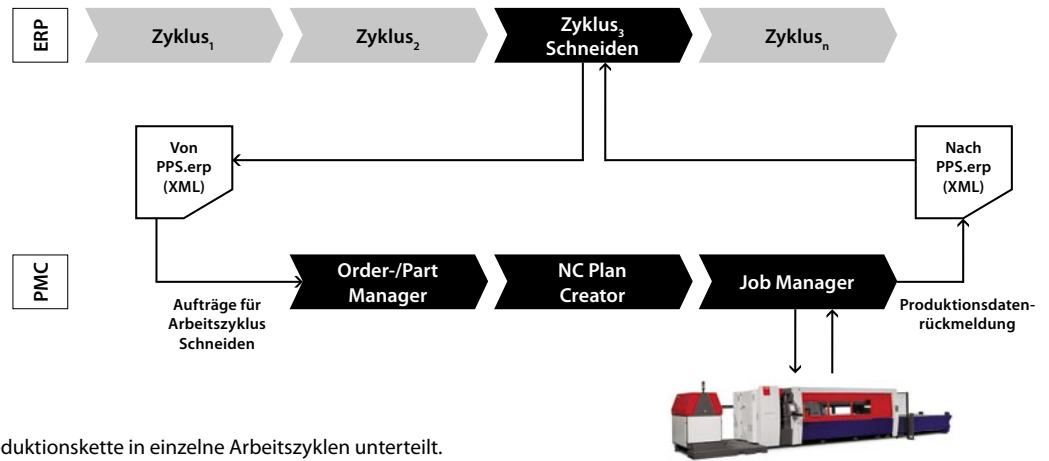 ERP
Zyklus₁
Zyklus₂
Zyklus₃
Schneiden
Zyklusₙ
Von
PPS.erp
(XML)
Nach
PPS.erp
(XML)
PMC
Order-/Part
Manager
NC Plan
Creator
Job Manager
Aufträge für
Arbeitszyklus
Schneiden
Produktionsdaten-
rückmeldung
duktionskette in einzelne Arbeitszyklen unterteilt.